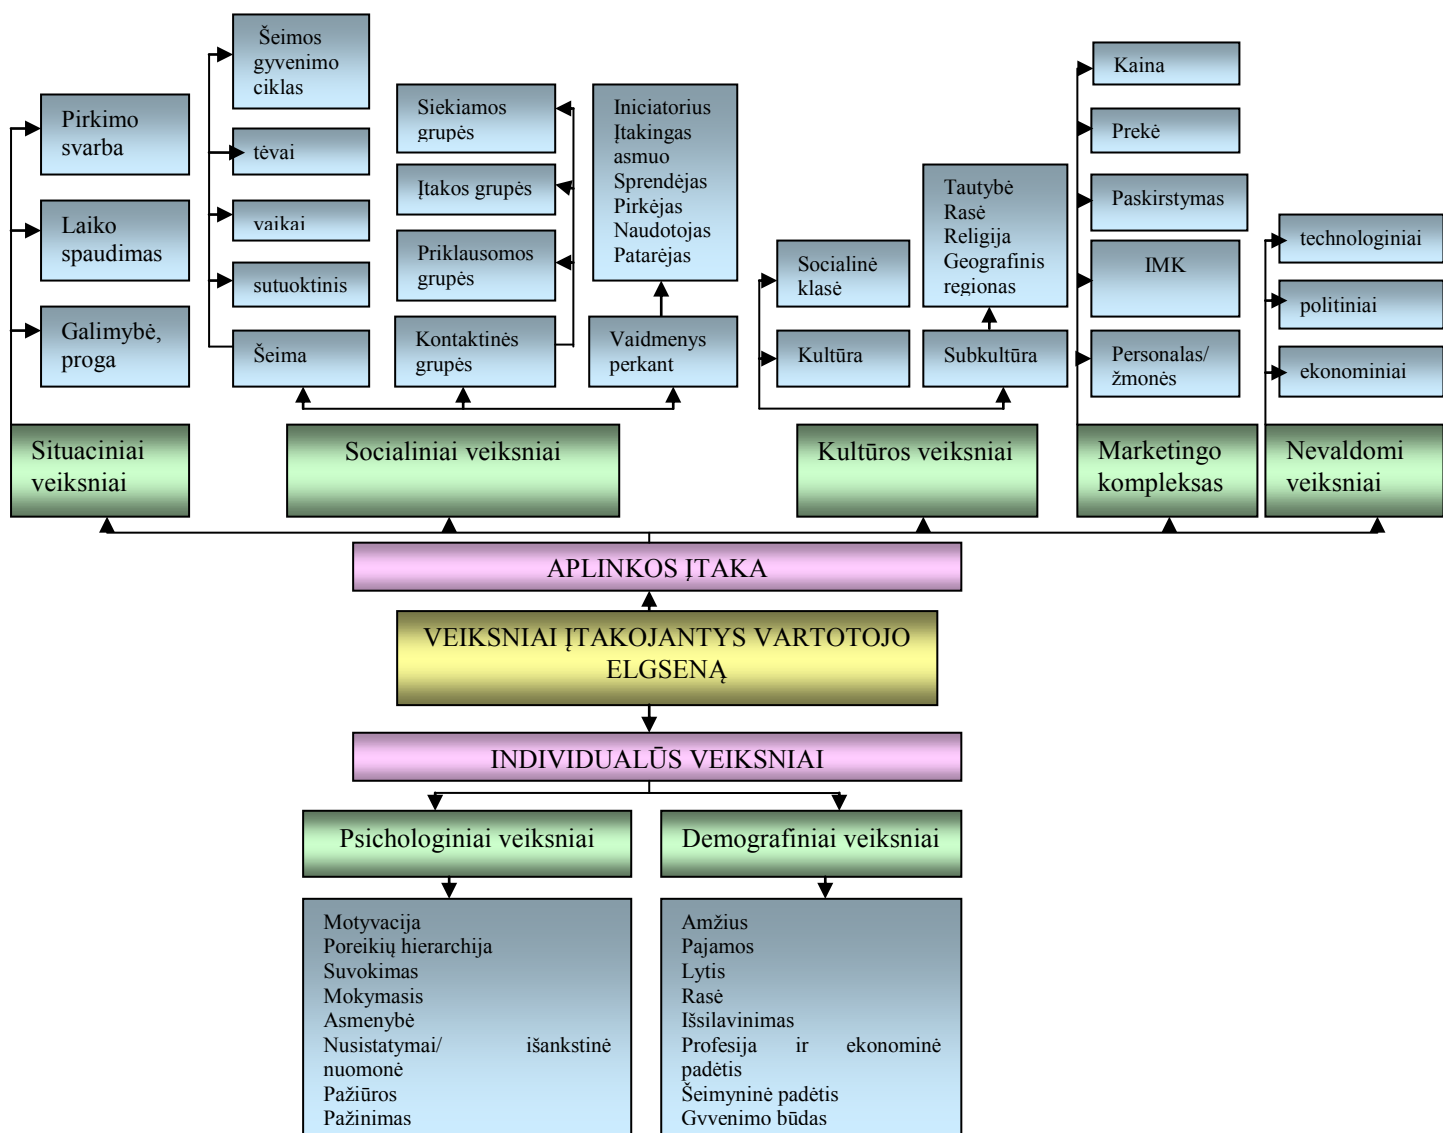 Šeimos
gyvenimo
ciklas
tėvai
vaikai
sutuoktinis
Šeima
Pirkimo
svarba
Laiko
spaudimas
Galimybė,
proga
Siekiamos
grupės
Įtakos grupės
Priklausomos
grupės
Kontaktinės
grupės
Iniciatorius
Įtakingas
asmuo
Sprendėjas
Pirkėjas
Naudotojas
Patarėjas
Vaidmenys
perkant
Socialinė
klasė
Kultūra
Tautybė
Rasė
Religija
Geografinis
regionas
Subkultūra
Kaina
Prekė
Paskirstymas
IMK
Personalas/
žmonės
technologiniai
politiniai
ekonominiai
Situaciniai
veiksniai
Socialiniai veiksniai
Kultūros veiksniai
Marketingo
kompleksas
Nevaldomi
veiksniai
APLINKOS ĮTAKA
VEIKSNIAI ĮTAKOJANTYS VARTOTOJO
ELGSENĄ
INDIVIDUALŪS VEIKSNIAI
Psichologiniai veiksniai
Demografiniai veiksniai
Motyvacija
Poreikių hierarchija
Suvokimas
Mokymasis
Asmenybė
Nusistatymai/ išankstinė
nuomonė
Pažiūros
Pažinimas
Amžius
Pajamos
Lytis
Rasė
Išsilavinimas
Profesija ir ekonominė
padėtis
Šeimyninė padėtis
Gyvenimo būdas